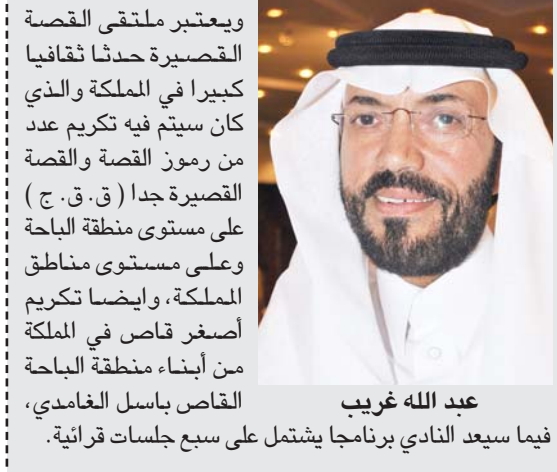 ويعتبر ملتقى القصة
القصيرة حدثا ثقافيا
كبيرا في المملكة والذي
كان سيتم فيه تكريم عدد
من رموز القصة والقصة
القصيرة جدا ( ق. ق. ج )
على مستوى منطقة الباحة
وعلى مستوى مناطق
المملكة، وايضا تكريم
أصغر قاص في المملكة
من أبناء منطقة الباحة
القاص باسل الغامدي،
فيما سيعد النادي برنامجا يشتمل على سبع جلسات قرائية.
عبد الله غريب